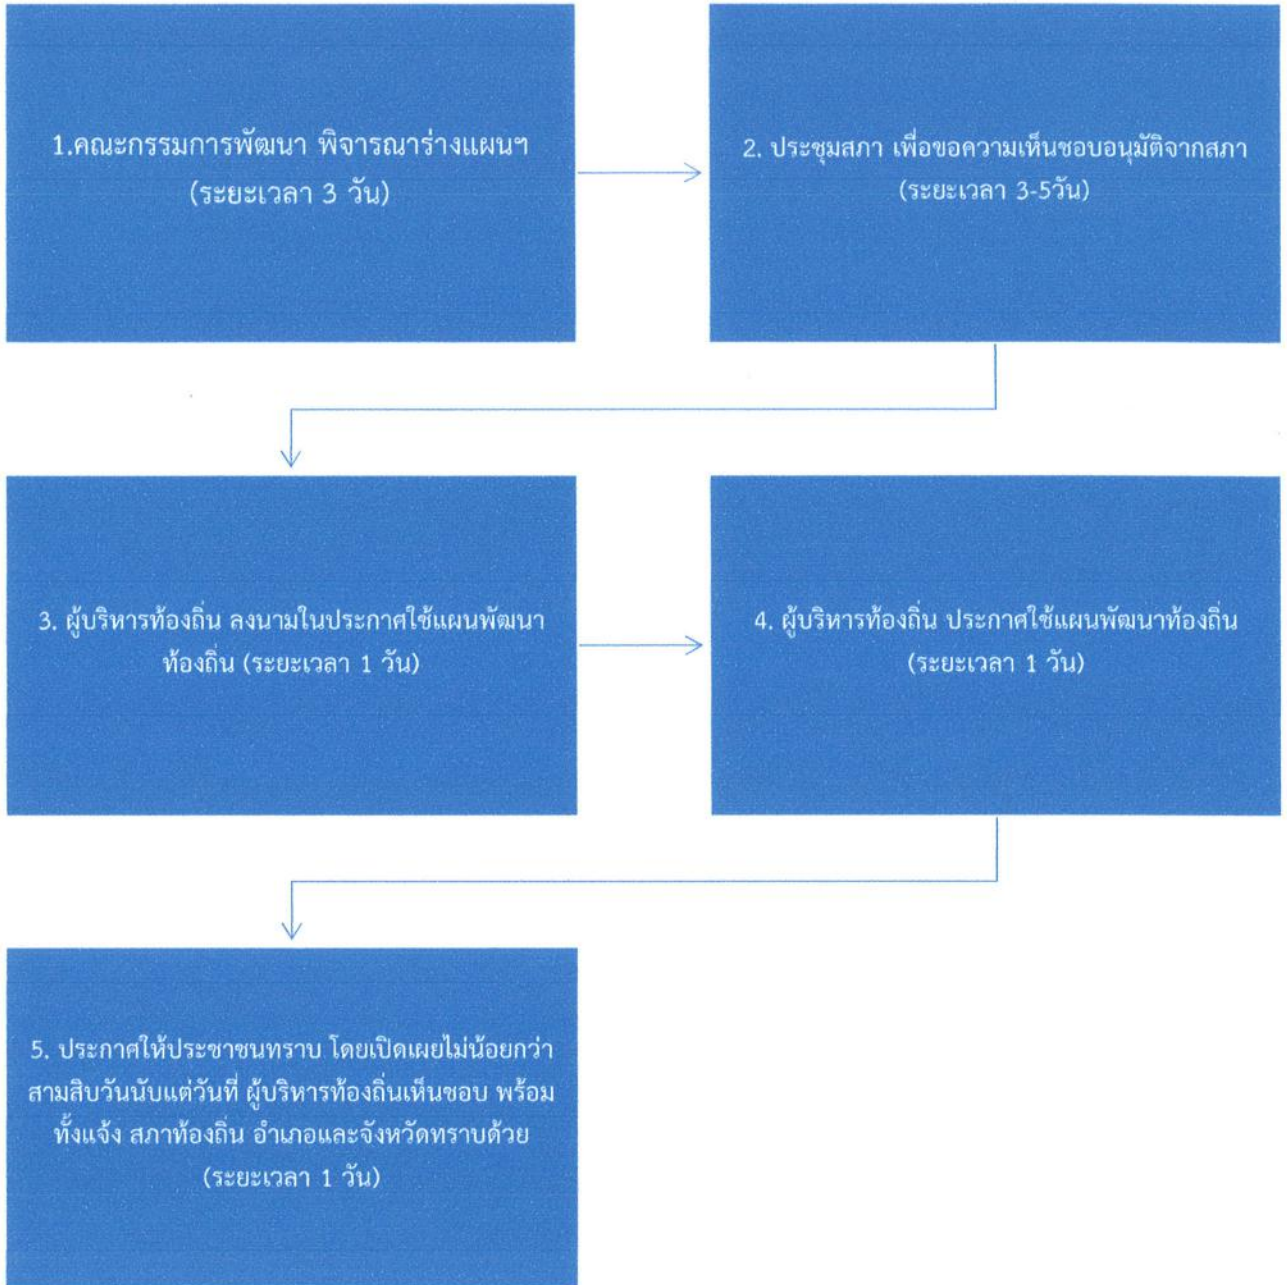 1.คณะกรรมการพัฒนา พิจารณาร่างแผนฯ
(ระยะเวลา 3 วัน)
2. ประชุมสภา เพื่อขอความเห็นชอบอนุมัติจากสภา
(ระยะเวลา 3-5วัน)
3. ผู้บริหารท้องถิ่น ลงนามในประกาศใช้แผนพัฒนา
ท้องถิ่น (ระยะเวลา 1 วัน)
4. ผู้บริหารท้องถิ่น ประกาศใช้แผนพัฒนาท้องถิ่น
(ระยะเวลา 1 วัน)
5. ประกาศให้ประชาชนทราบ โดยเปิดเผยไม่น้อยกว่า
สามสิบวันนับแต่วันที่ ผู้บริหารท้องถิ่นเห็นชอบ พร้อม
ทั้งแจ้ง สภาท้องถิ่น อำเภอและจังหวัดทราบด้วย
(ระยะเวลา 1 วัน)